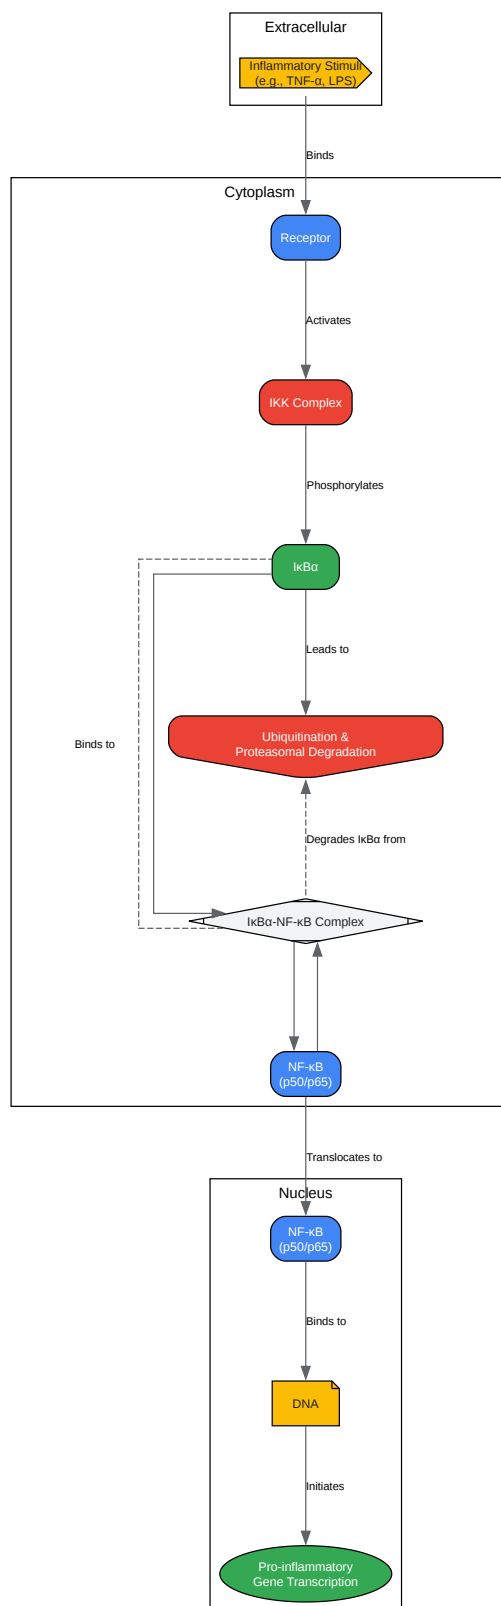 Extracellular
Inflammatory Stimuli
(e.g., TNF-α, LPS)
Binds
Cytoplasm
Receptor
Activates
IKK Complex
Phosphorylates
IκBα
Leads to
Ubiquitination &
Proteasomal Degradation
Binds to
Degrades IκBα from
IκBα-NF-κB Complex
NF-κB
(p50/p65)
Translocates to
Nucleus
NF-κB
(p50/p65)
Binds to
DNA
Initiates
Pro-inflammatory
Gene Transcription